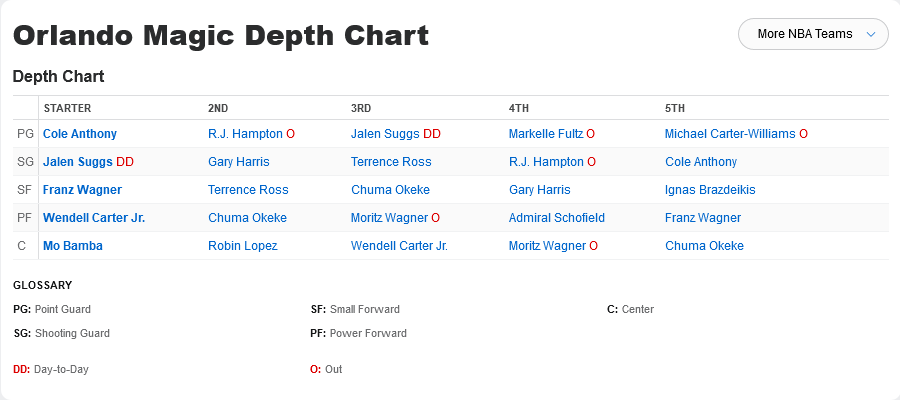 Orlando Magic Depth Chart
More NBA Teams
Depth Chart
STARTER 2ND 3RD 4TH 5TH
PG Cole Anthony R.J. Hampton O Jalen Suggs DD Markelle Fultz O Michael Carter-Williams O
SG Jalen Suggs DD Gary Harris Terrence Ross R.J. Hampton O Cole Anthony
SF Franz Wagner Terrence Ross Chuma Okeke Gary Harris Ignas Brazdeikis
PF Wendell Carter Jr. Chuma Okeke Moritz Wagner O Admiral Schofield Franz Wagner
C Mo Bamba Robin Lopez Wendell Carter Jr. Moritz Wagner O Chuma Okeke
GLOSSARY
PG: Point Guard SF: Small Forward C: Center
SG: Shooting Guard PF: Power Forward
DD: Day-to-Day O: Out